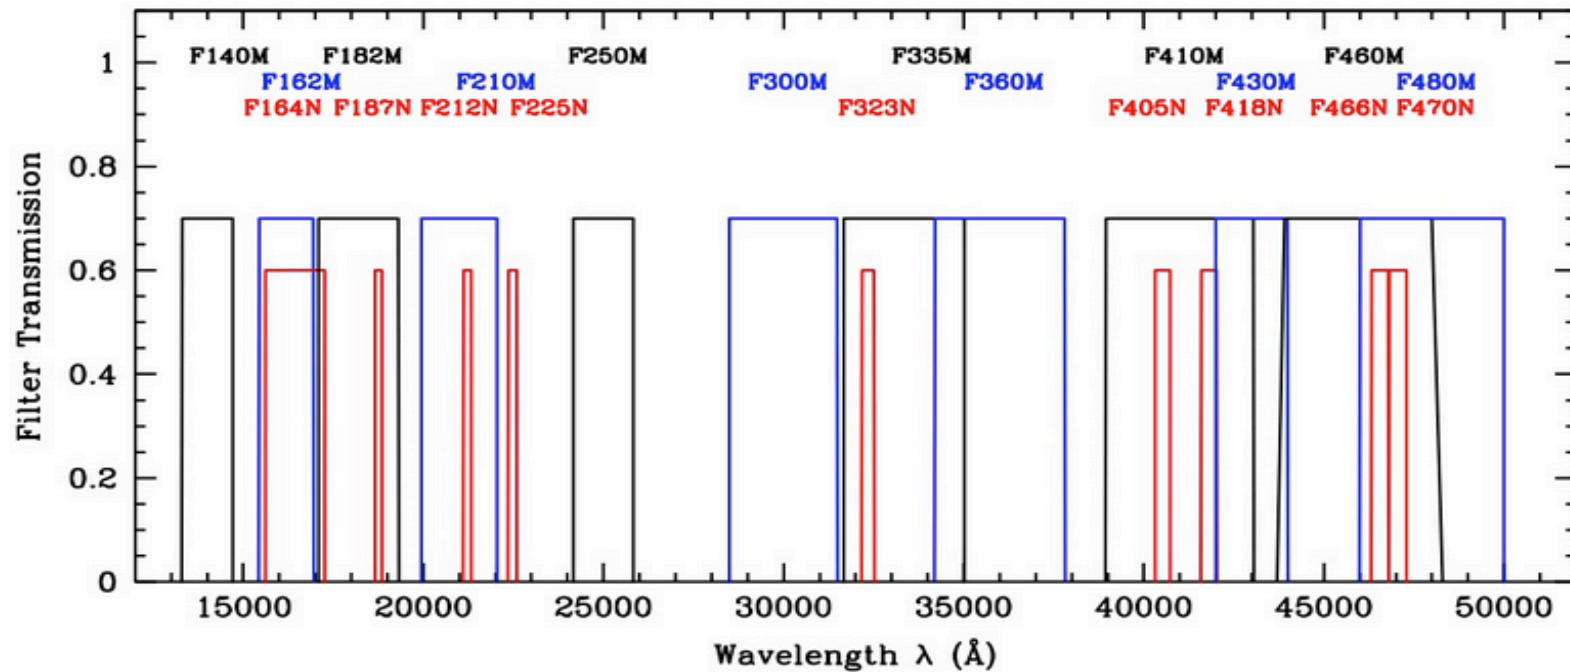 F140M F182M F250M F335M F410M F460M
F162M F210M F300M F360M F430M F480M
F164N F187N F212N F225N F323N F405N F418N F466N F470N
1
0.8
0.6
0.4
0.2
0
Filter Transmission
15000 20000 25000 30000 35000 40000 45000 50000
Wavelength λ (Å)